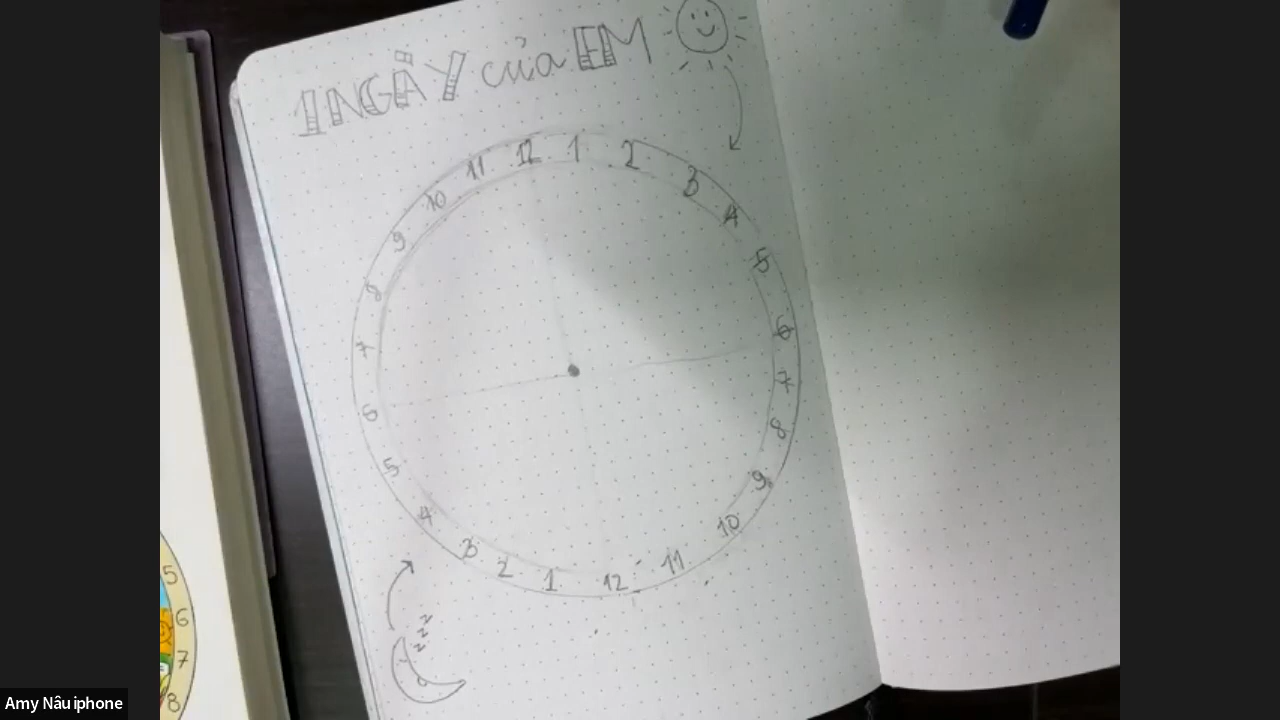 1 NGÀY của EM
12 1 2 3 4 5 6 7 8 9 10 11 12 1 2 3 4 5 6 7 8 9 10 11
z z z
5
6
7
8
Amy Nâu iphone